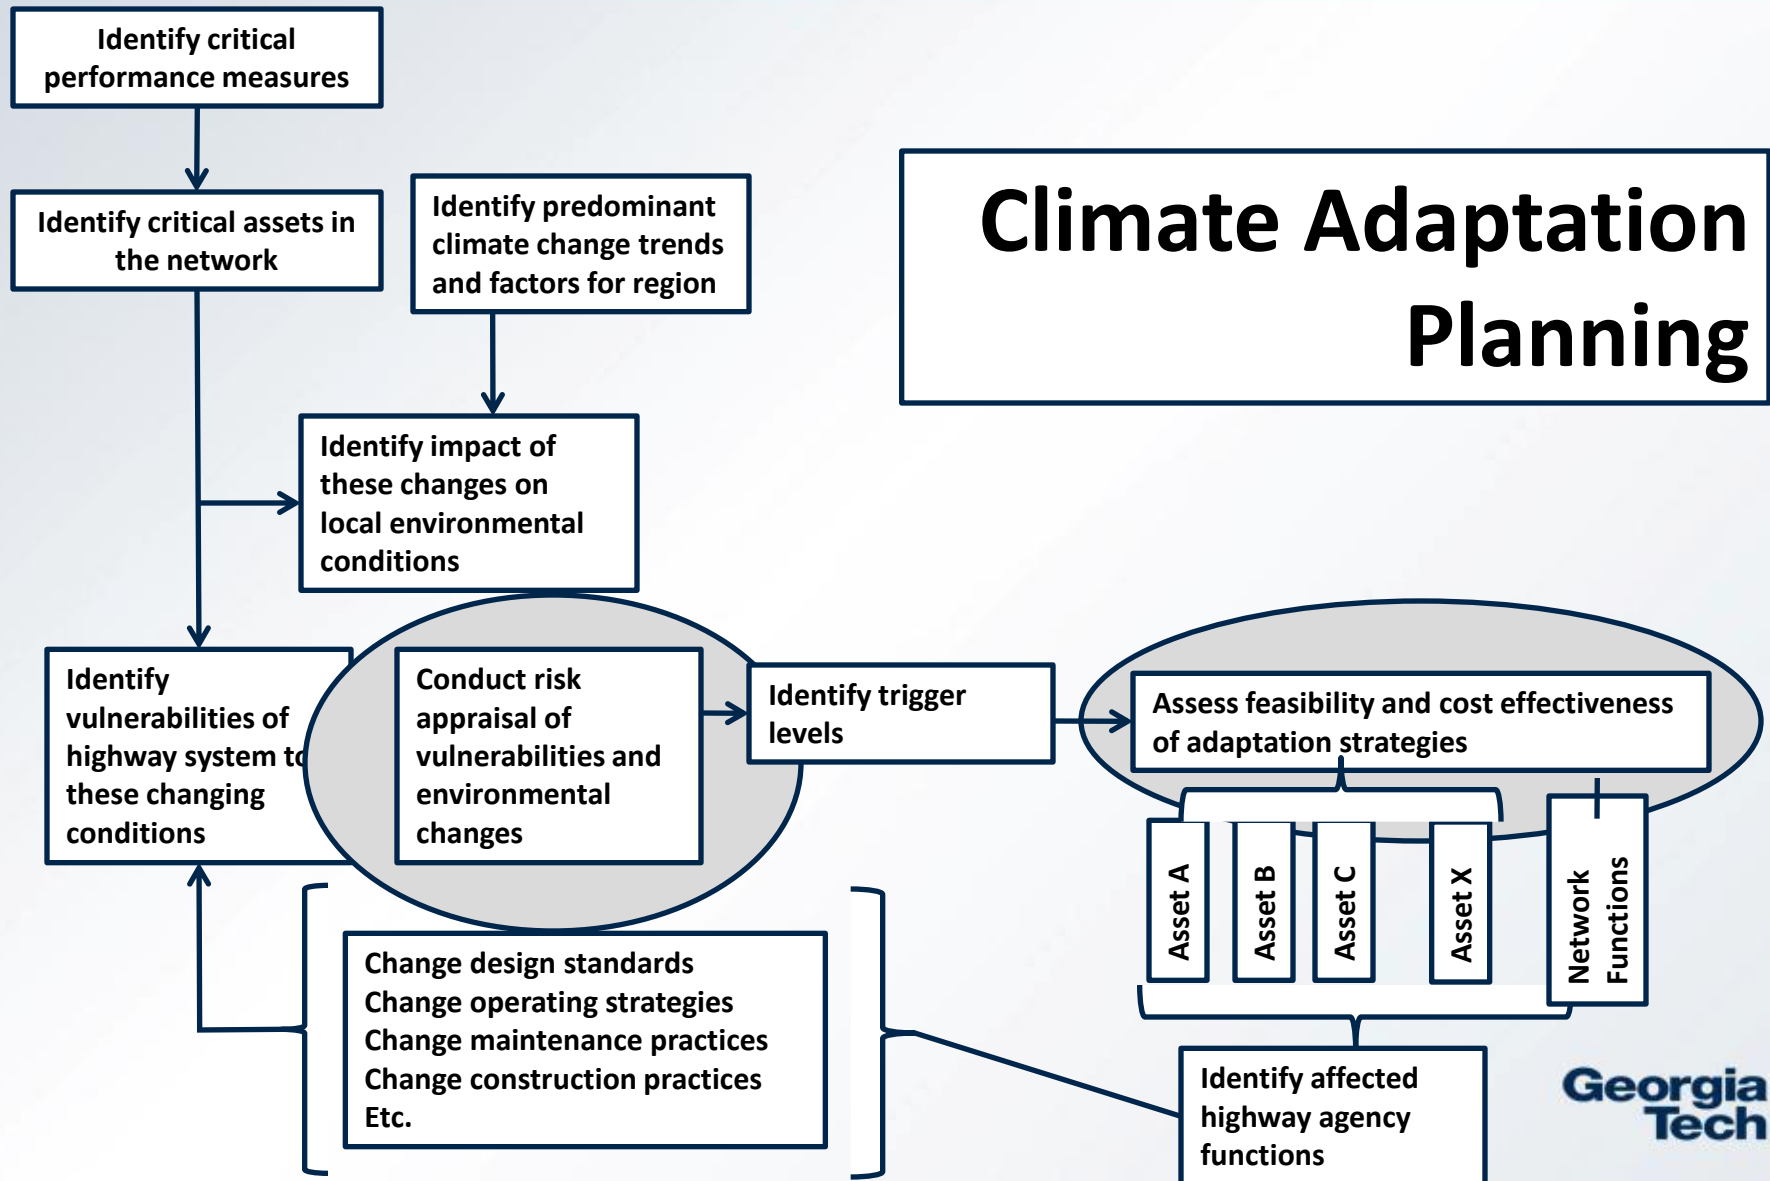 Identify critical
performance measures
Climate Adaptation
Planning
Identify critical assets in
the network
Identify predominant
climate change trends
and factors for region
Identify impact of
these changes on
local environmental
conditions
Identify
vulnerabilities of
highway system to
these changing
conditions
Conduct risk
appraisal of
vulnerabilities and
environmental
changes
Identify trigger
levels
Assess feasibility and cost effectiveness
of adaptation strategies
Asset A
Asset B
Asset C
Asset X
Network
Functions
Change design standards
Change operating strategies
Change maintenance practices
Change construction practices
Etc.
Identify affected
highway agency
functions
Georgia
Tech